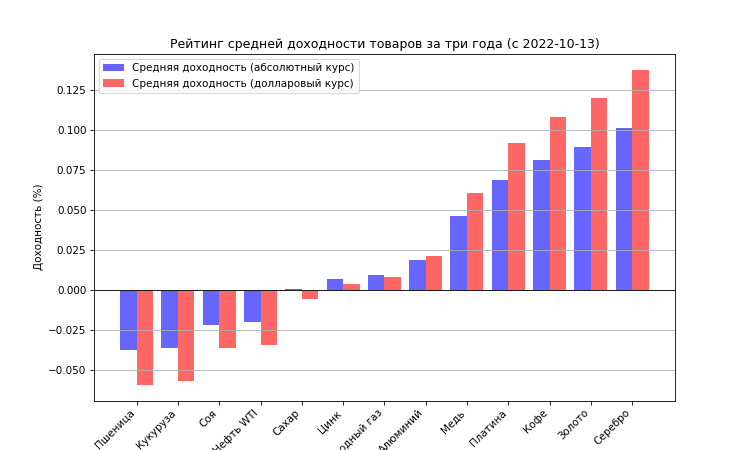 Рейтинг средней доходности товаров за три года (с 2022-10-13)
Средняя доходность (абсолютный курс)
Средняя доходность (долларовый курс)
Доходность (%)
0.125
0.100
0.075
0.050
0.025
0.000
−0.025
−0.050
Пшеница
Кукуруза
Соя
Нефть WTI
Сахар
Цинк
одный газ
Алюминий
Медь
Платина
Кофе
Золото
Серебро